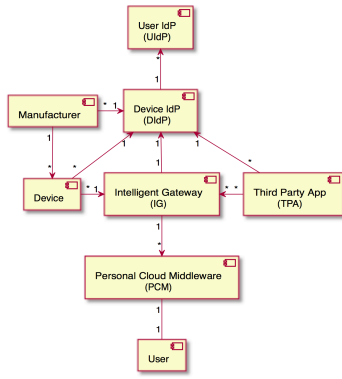 User IdP
(UIdP)
*
1
Manufacturer
* 1
Device IdP
(DIdP)
1
*
*
1
1
1
*
Device
* 1
Intelligent Gateway
(IG)
* *
Third Party App
(TPA)
1
1
*
Personal Cloud Middleware
(PCM)
1
1
User